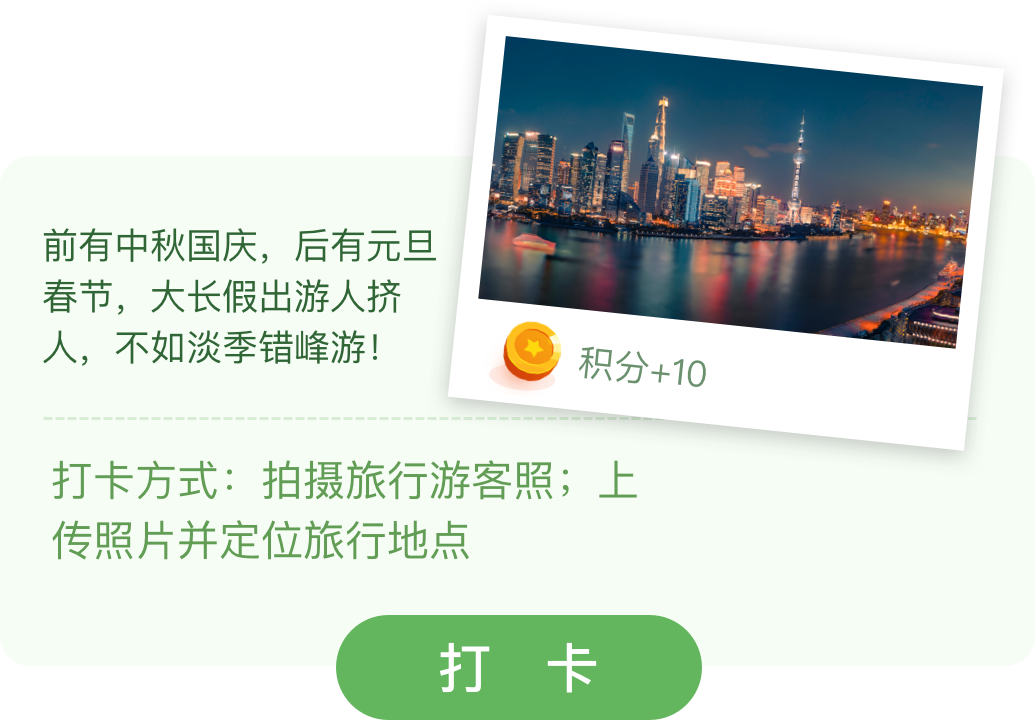 前有中秋国庆，后有元旦
春节，大长假出游人挤
人，不如淡季错峰游！
积分+10
打卡方式：拍摄旅行游客照；上
传照片并定位旅行地点
打 卡